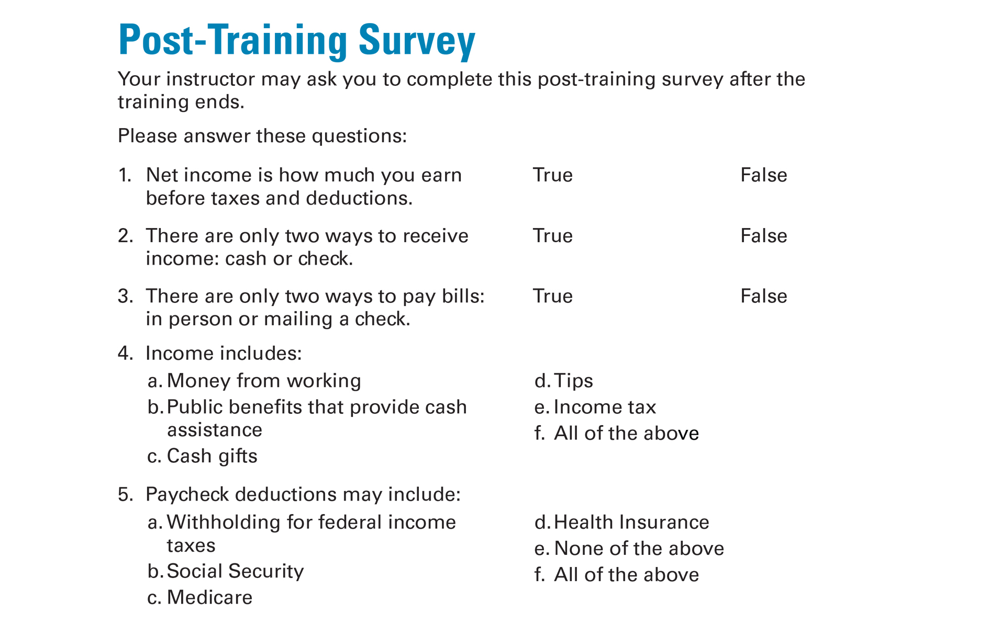 Post-Training Survey
Your instructor may ask you to complete this post-training survey after the
training ends.
Please answer these questions:
1. Net income is how much you earn True False
before taxes and deductions.
2. There are only two ways to receive True False
income: cash or check.
3. There are only two ways to pay bills: True False
in person or mailing a check.
4. Income includes:
a. Money from working
b. Public benefits that provide cash
assistance
c. Cash gifts
d. Tips
e. Income tax
f. All of the above
5. Paycheck deductions may include:
a. Withholding for federal income
taxes
b. Social Security
c. Medicare
d. Health Insurance
e. None of the above
f. All of the above